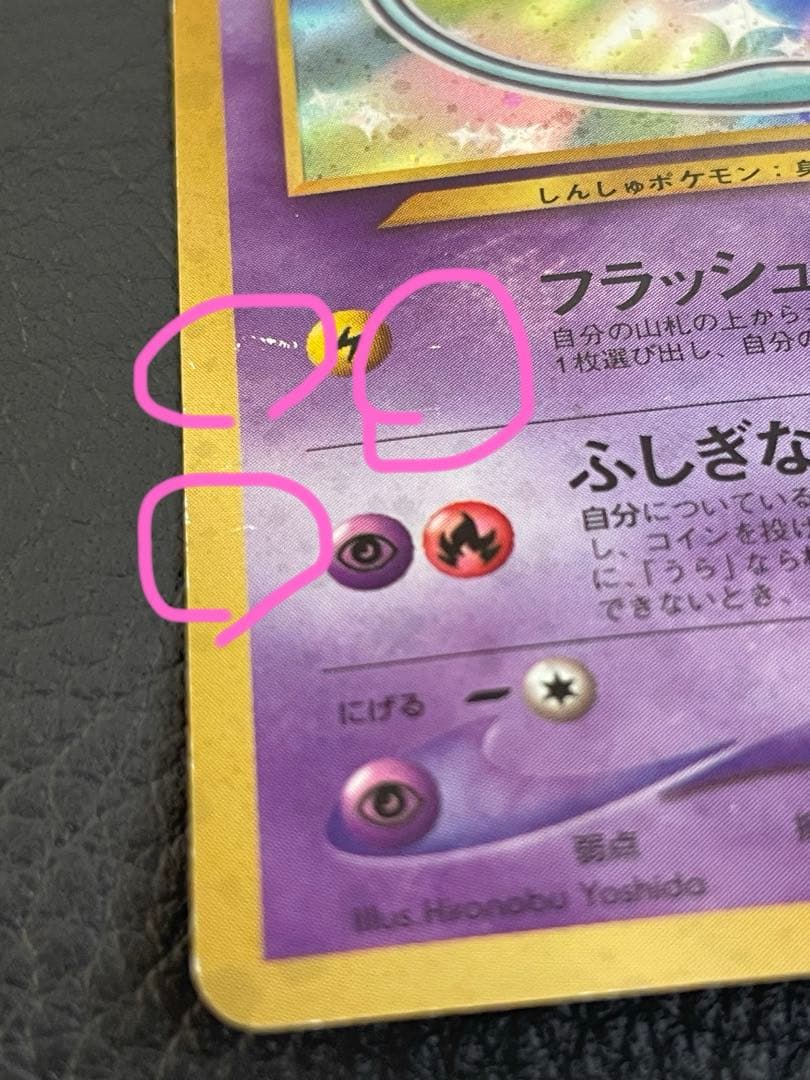 しんしゅポケモン：身
フラッシュ
自分の山札の上から
1枚選び出し、自分の
ふしぎな
自分についている
し、コインを投げ
に、「うら」なら
できないとき、
にげる
弱点
Illus. Hironobu Yoshida